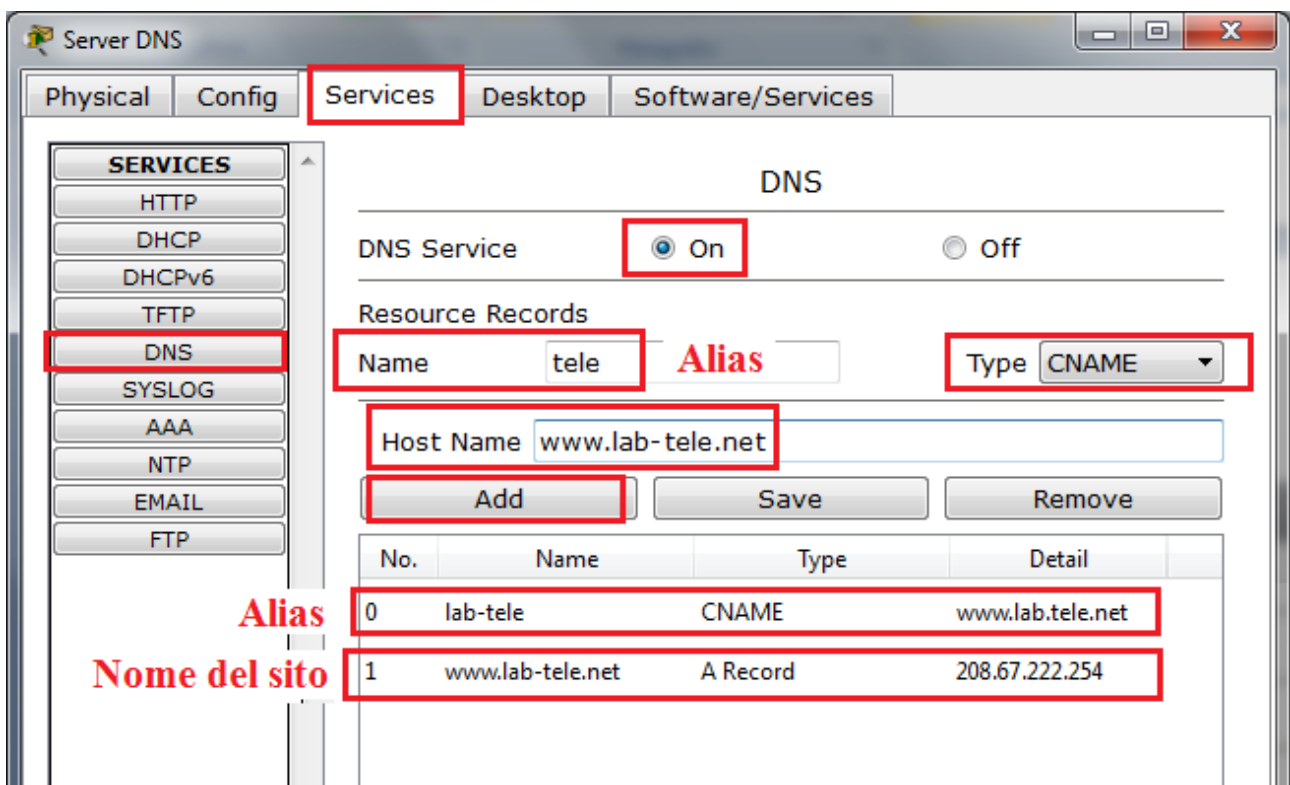 Server DNS
Physical Config Services Desktop Software/Services
SERVICES
HTTP
DHCP
DHCPv6
TFTP
DNS
SYSLOG
AAA
NTP
EMAIL
FTP
DNS
DNS Service On Off
Resource Records
Name tele Alias Type CNAME
Host Name www.lab-tele.net
Add Save Remove
No. Name Type Detail
Alias 0 lab-tele CNAME www.lab.tele.net
Nome del sito 1 www.lab-tele.net A Record 208.67.222.254